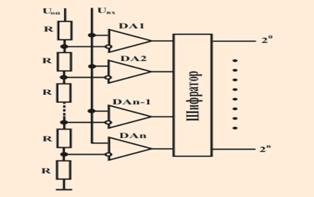 Uоп Uвх
R DA1 2⁰
R DA2
R
DAn-1
Шифратор
R DAn
R 2ⁿ